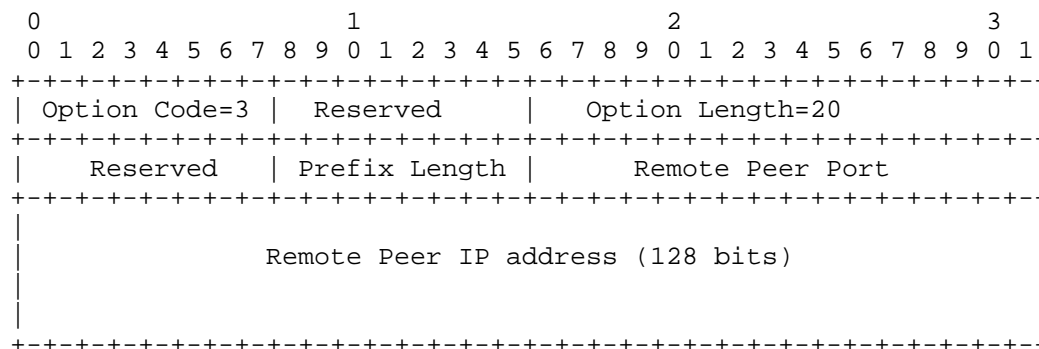 0                   1                   2                   3
0 1 2 3 4 5 6 7 8 9 0 1 2 3 4 5 6 7 8 9 0 1 2 3 4 5 6 7 8 9 0 1
+-+-+-+-+-+-+-+-+-+-+-+-+-+-+-+-+-+-+-+-+-+-+-+-+-+-+-+-+-+-+-+-
| Option Code=3 |  Reserved     |   Option Length=20
+-+-+-+-+-+-+-+-+-+-+-+-+-+-+-+-+-+-+-+-+-+-+-+-+-+-+-+-+-+-+-+-
|    Reserved   | Prefix Length |      Remote Peer Port
+-+-+-+-+-+-+-+-+-+-+-+-+-+-+-+-+-+-+-+-+-+-+-+-+-+-+-+-+-+-+-+-
|
|               Remote Peer IP address (128 bits)
|
|
+-+-+-+-+-+-+-+-+-+-+-+-+-+-+-+-+-+-+-+-+-+-+-+-+-+-+-+-+-+-+-+-